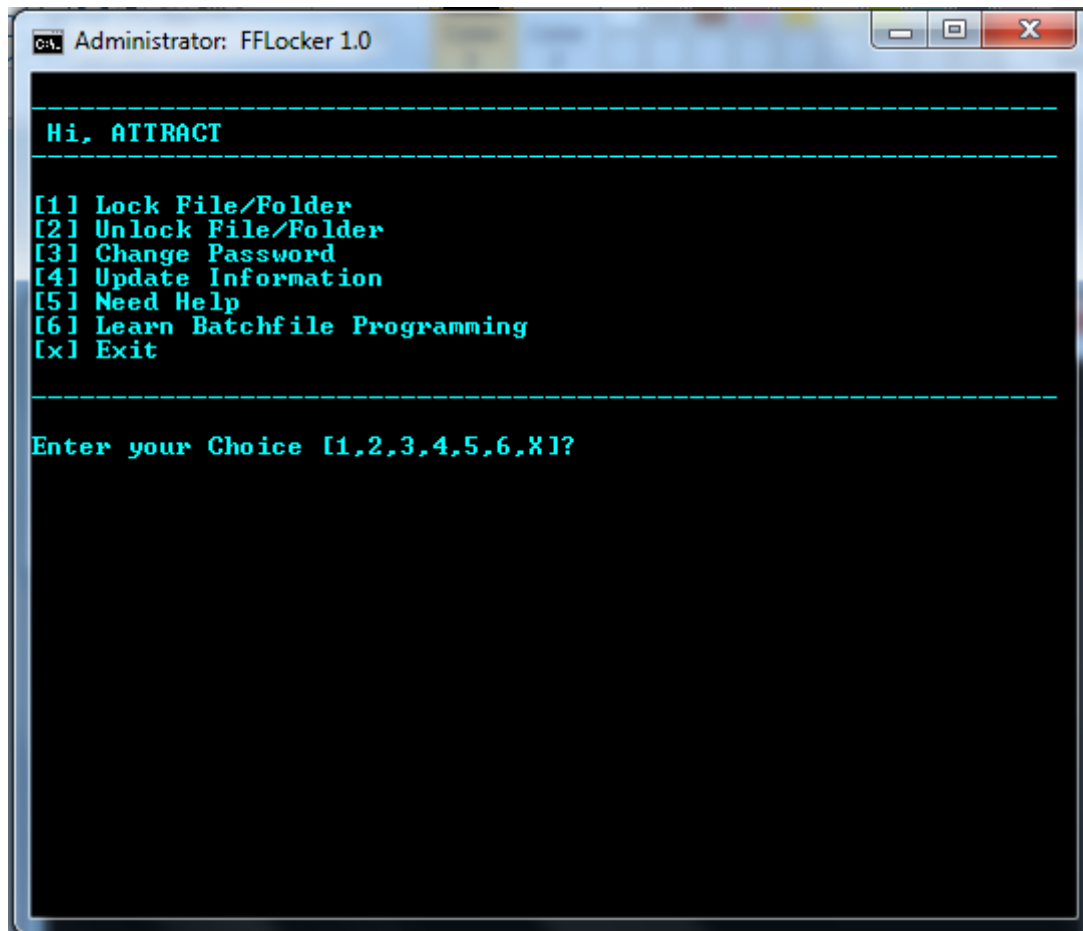 Administrator: FFLocker 1.0
Hi, ATTRACT
[1] Lock File/Folder
[2] Unlock File/Folder
[3] Change Password
[4] Update Information
[5] Need Help
[6] Learn Batchfile Programming
[x] Exit
Enter your Choice [1,2,3,4,5,6,X]?